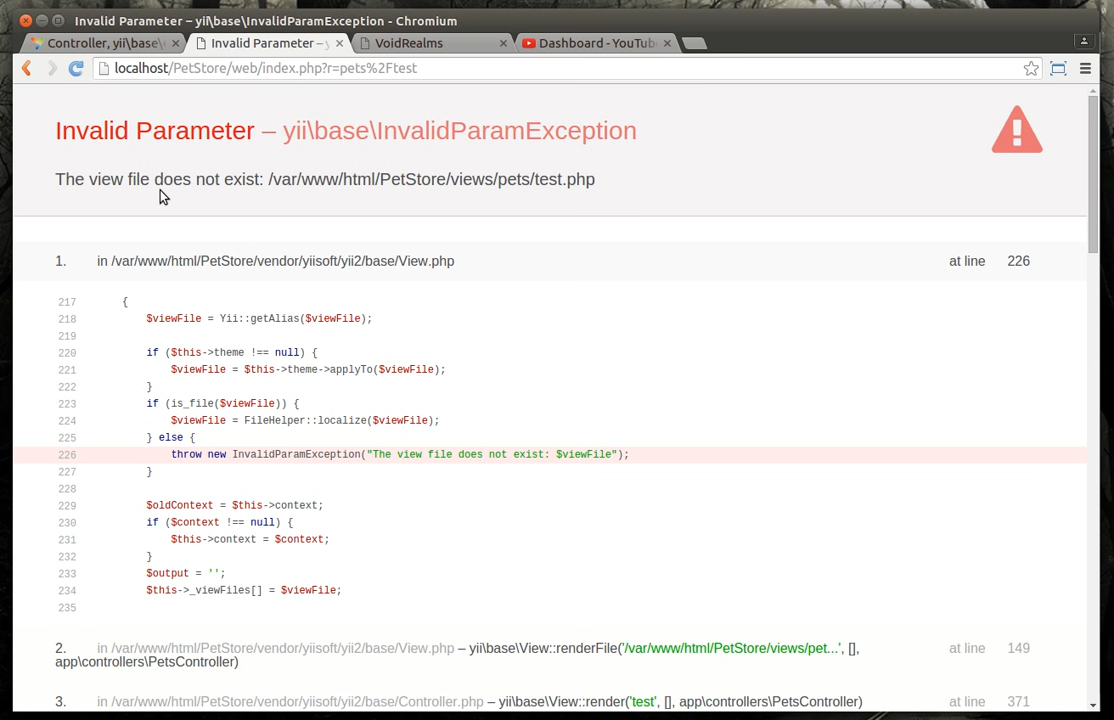 Invalid Parameter – yii\base\InvalidParamException - Chromium
Controller, yii\base\
Invalid Parameter – y
VoidRealms
Dashboard - YouTub
localhost/PetStore/web/index.php?r=pets%2Ftest
Invalid Parameter – yii\base\InvalidParamException
The view file does not exist: /var/www/html/PetStore/views/pets/test.php
1. in /var/www/html/PetStore/vendor/yiisoft/yii2/base/View.php at line 226
217 {
218 $viewFile = Yii::getAlias($viewFile);
219
220 if ($this->theme !== null) {
221 $viewFile = $this->theme->applyTo($viewFile);
222 }
223 if (is_file($viewFile)) {
224 $viewFile = FileHelper::localize($viewFile);
225 } else {
226 throw new InvalidParamException("The view file does not exist: $viewFile");
227 }
228
229 $oldContext = $this->context;
230 if ($context !== null) {
231 $this->context = $context;
232 }
233 $output = '';
234 $this->_viewFiles[] = $viewFile;
235
2. in /var/www/html/PetStore/vendor/yiisoft/yii2/base/View.php – yii\base\View::renderFile('/var/www/html/PetStore/views/pet...', [], at line 149
app\controllers\PetsController)
3. in /var/www/html/PetStore/vendor/yiisoft/yii2/base/Controller.php – yii\base\View::render('test', [], app\controllers\PetsController) at line 371